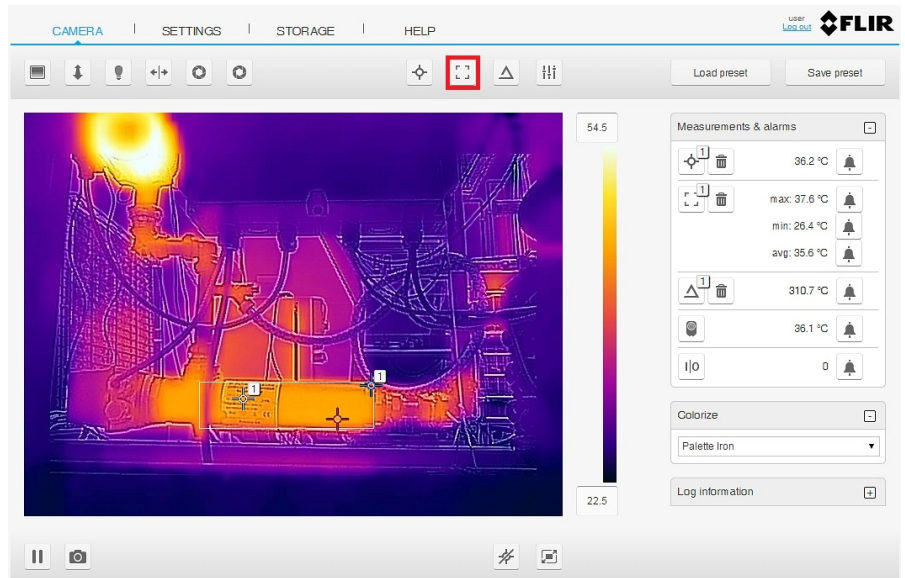 CAMERA
SETTINGS
STORAGE
HELP
user
Log out
FLIR
Load preset
Save preset
54.5
22.5
1
1
Measurements & alarms
1
36.2 °C
1
max: 37.6 °C
min: 26.4 °C
avg: 35.6 °C
1
310.7 °C
36.1 °C
I|O
0
Colorize
Palette Iron
Log information